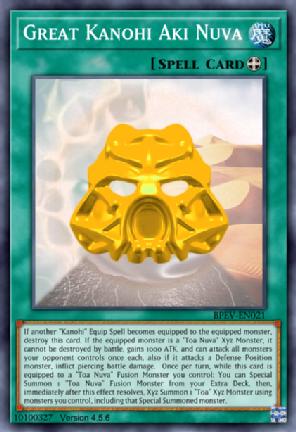 Great Kanohi Aki Nuva
[Spell Card]
BPEV-EN021
If another "Kanohi" Equip Spell becomes equipped to the equipped monster,
destroy this card. If the equipped monster is a "Toa Nuva" Xyz Monster, it
cannot be destroyed by battle, gains 1000 ATK, and can attack all monsters
your opponent controls once each, also if it attacks a Defense Position
monster, inflict piercing battle damage. Once per turn, while this card is
equipped to a "Toa Nuva" Fusion Monster you control: You can Special
Summon 1 "Toa Nuva" Fusion Monster from your Extra Deck, then,
immediately after this effect resolves, Xyz Summon 1 "Toa" Xyz Monster using
monsters you control, including that Special Summoned monster.
10100327 Version 4.5.6